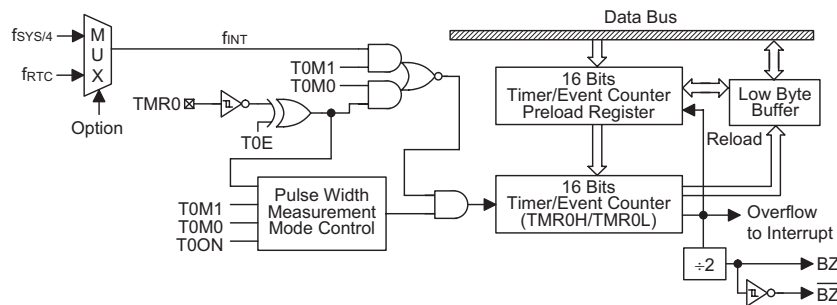 Data Bus
fSYS/4
M
U
X
fINT
fRTC
Option
T0M1
T0M0
TMR0
T0E
16 Bits
Timer/Event Counter
Preload Register
Low Byte
Buffer
Reload
Pulse Width
Measurement
Mode Control
T0M1
T0M0
T0ON
16 Bits
Timer/Event Counter
(TMR0H/TMR0L)
Overflow
to Interrupt
÷2
BZ
B̅Z̅